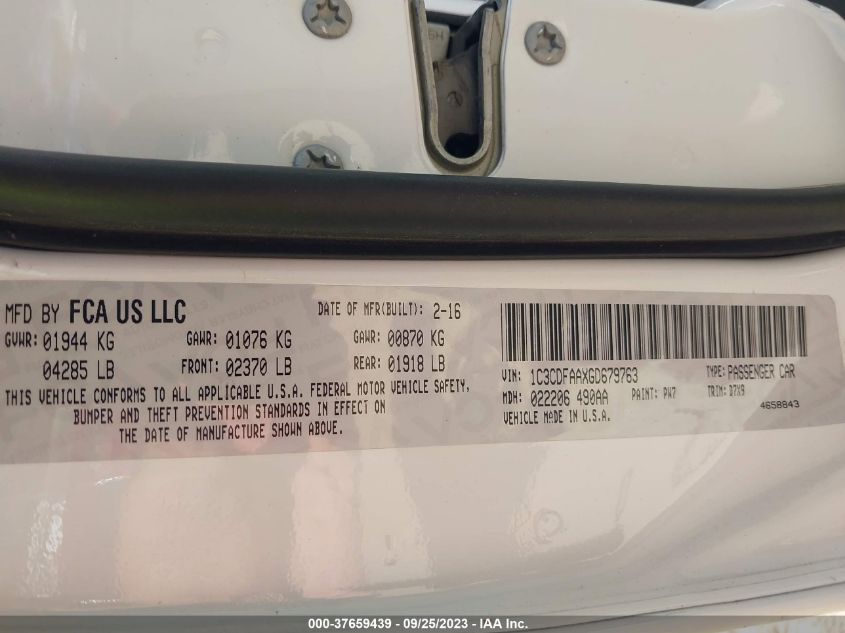 MFD BY FCA US LLC
DATE OF MFR(BUILT): 2-16
GVWR: 01944 KG
GAWR: 01076 KG
GAWR: 00870 KG
04285 LB
FRONT: 02370 LB
REAR: 01918 LB
THIS VEHICLE CONFORMS TO ALL APPLICABLE U.S.A. FEDERAL MOTOR VEHICLE SAFETY,
BUMPER AND THEFT PREVENTION STANDARDS IN EFFECT ON
THE DATE OF MANUFACTURE SHOWN ABOVE.
VIN: 1C3CDFAAXGD679763
TYPE: PASSENGER CAR
MDH: 022206 490AA
PAINT: PW7
TRIM: D7X9
VEHICLE MADE IN U.S.A.
4658843
000-37659439 - 09/25/2023 - IAA Inc.